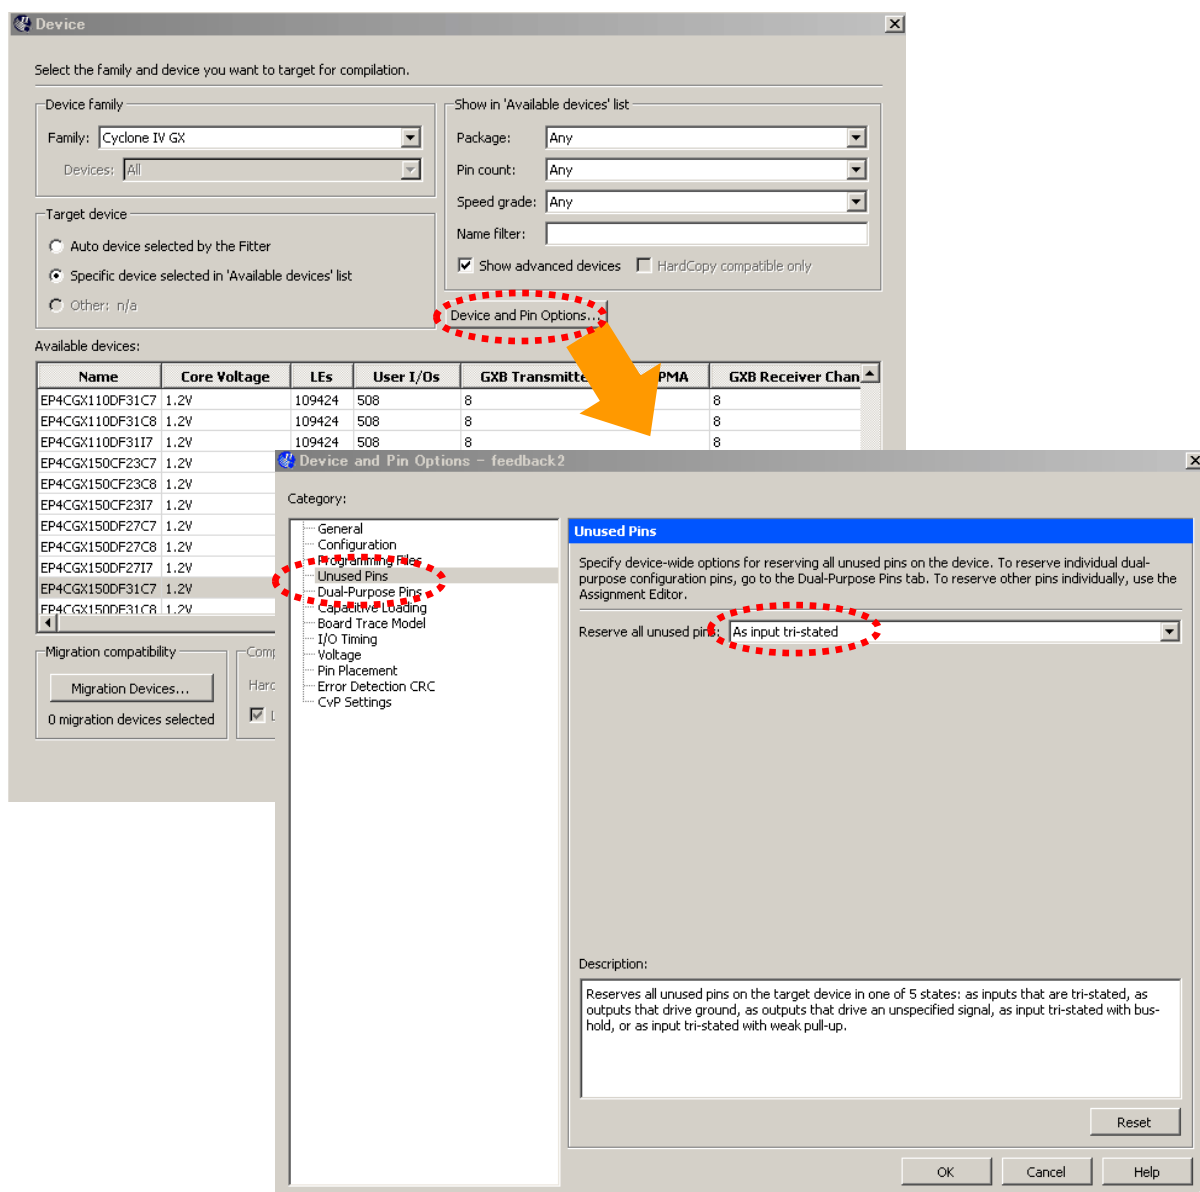 Device
Select the family and device you want to target for compilation.
Device family
Family: Cyclone IV GX
Devices: All
Target device
Auto device selected by the Fitter
Specific device selected in 'Available devices' list
Other: n/a
Show in 'Available devices' list
Package: Any
Pin count: Any
Speed grade: Any
Name filter:
Show advanced devices HardCopy compatible only
Device and Pin Options...
Available devices:
Name Core Voltage LEs User I/Os GXB Transmitte PMA GXB Receiver Chan
EP4CGX110DF31C7 1.2V 109424 508 8 8
EP4CGX110DF31C8 1.2V 109424 508 8 8
EP4CGX110DF31I7 1.2V 109424 508 8 8
EP4CGX150CF23C7 1.2V
EP4CGX150CF23C8 1.2V
EP4CGX150CF23I7 1.2V
EP4CGX150DF27C7 1.2V
EP4CGX150DF27C8 1.2V
EP4CGX150DF27I7 1.2V
EP4CGX150DF31C7 1.2V
EP4CGX150DF31C8 1.2V
Migration compatibility
Migration Devices...
0 migration devices selected
Device and Pin Options - feedback2
Category:
General
Configuration
Programming Files
Unused Pins
Dual-Purpose Pins
Capacitive Loading
Board Trace Model
I/O Timing
Voltage
Pin Placement
Error Detection CRC
CvP Settings
Unused Pins
Specify device-wide options for reserving all unused pins on the device. To reserve individual dual-
purpose configuration pins, go to the Dual-Purpose Pins tab. To reserve other pins individually, use the
Assignment Editor.
Reserve all unused pins: As input tri-stated
Description:
Reserves all unused pins on the target device in one of 5 states: as inputs that are tri-stated, as
outputs that drive ground, as outputs that drive an unspecified signal, as input tri-stated with bus-
hold, or as input tri-stated with weak pull-up.
Reset
OK Cancel Help